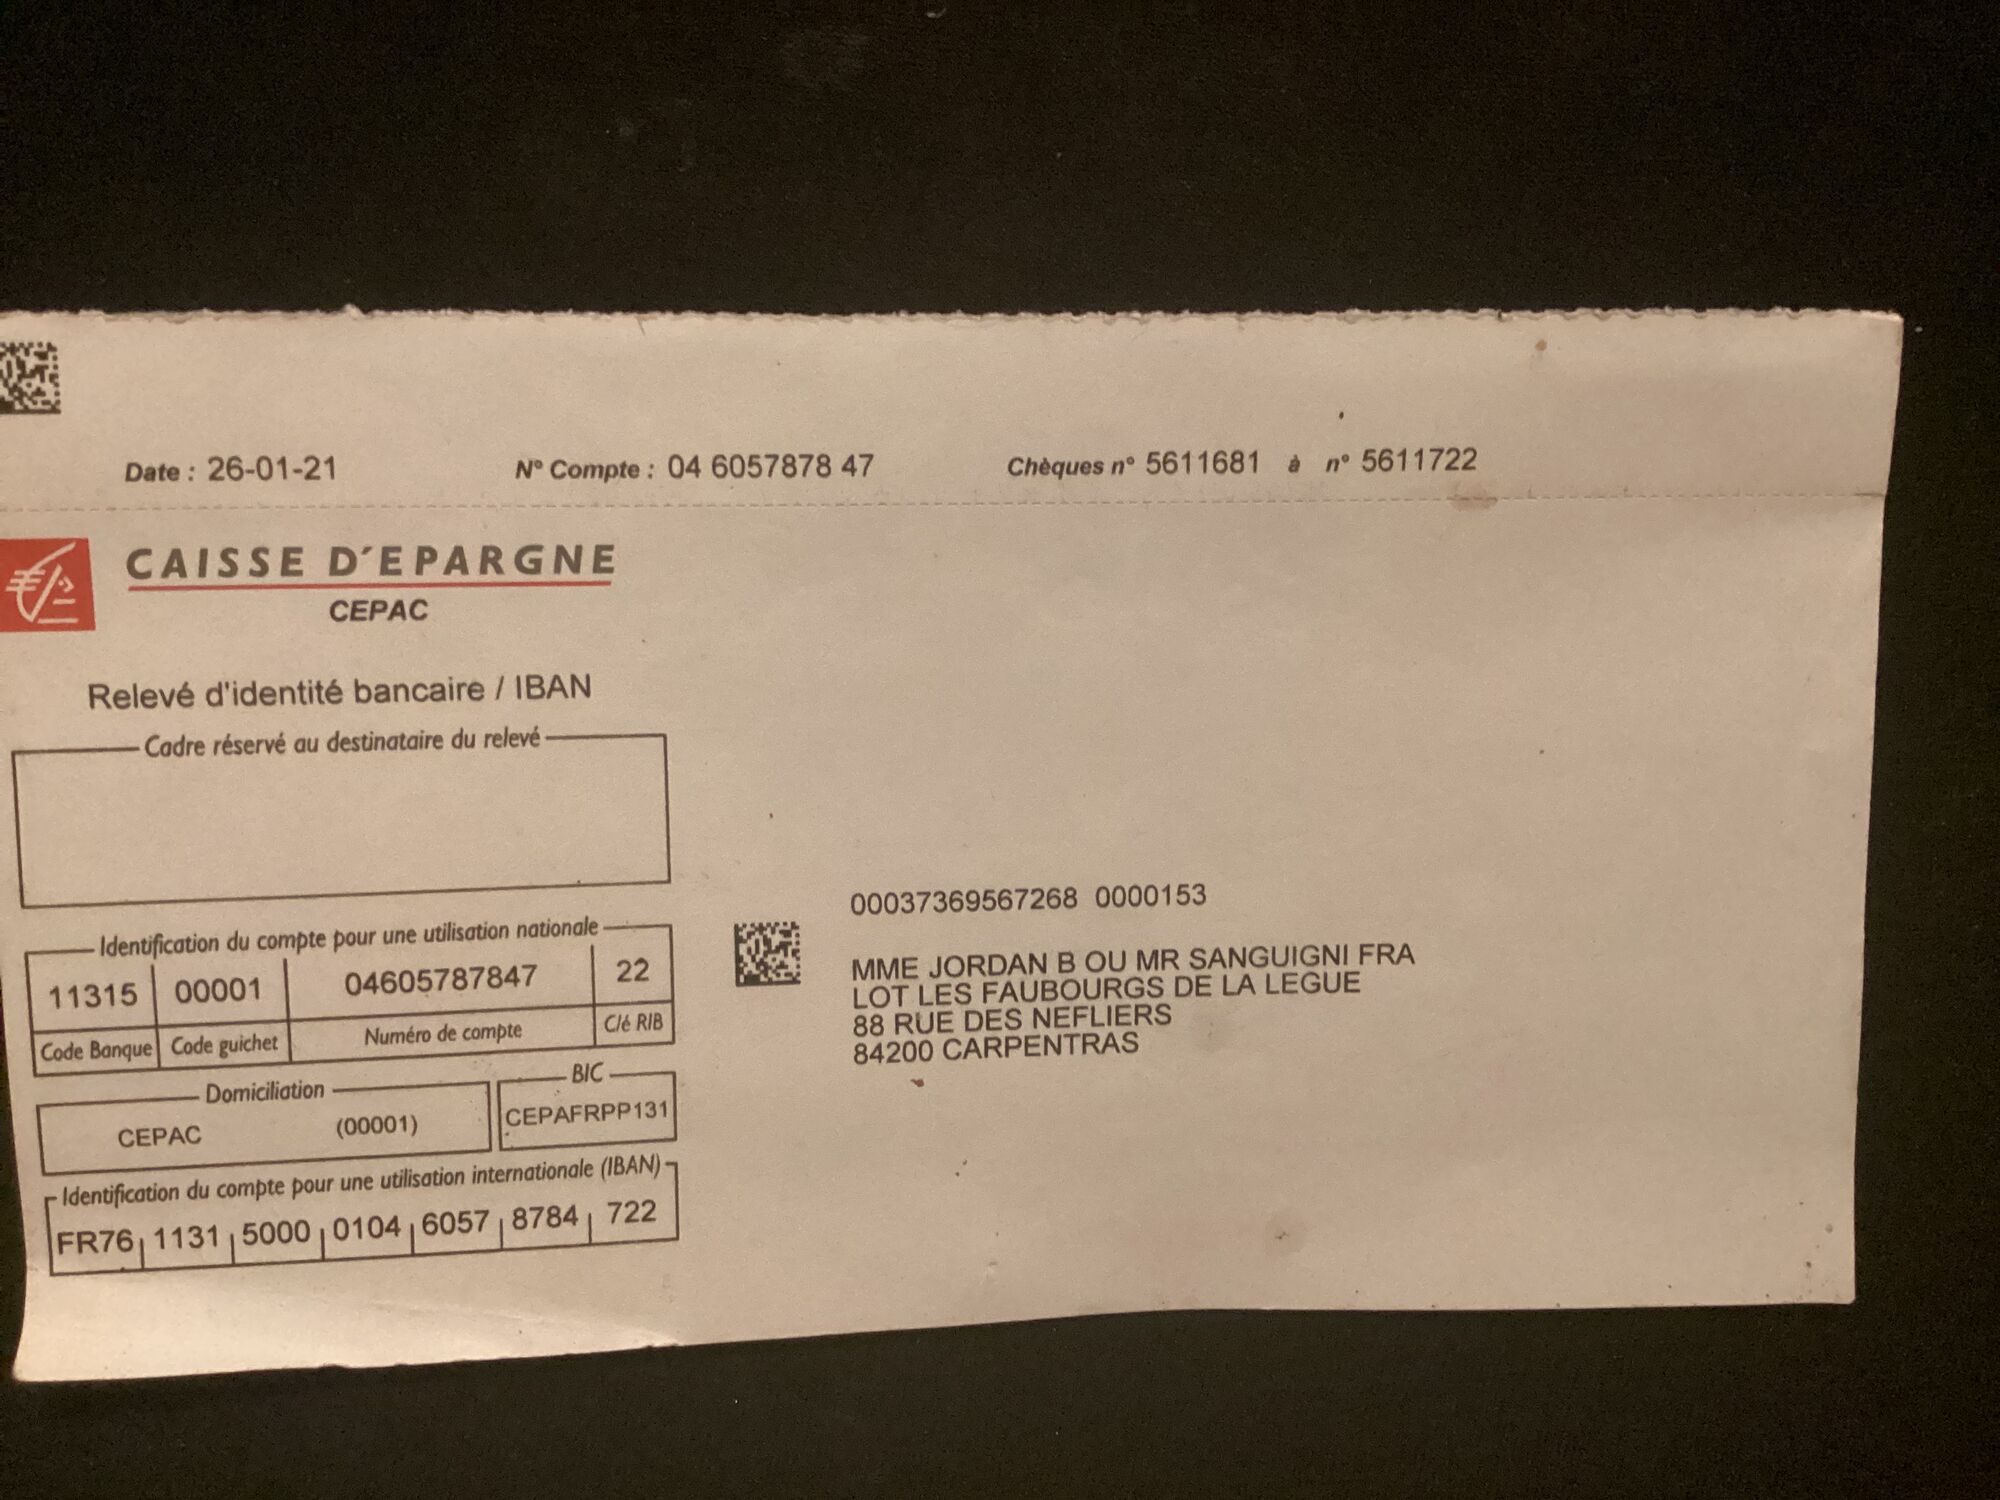 Date : 26-01-21 N° Compte : 04 6057878 47 Chèques n° 5611681 à n° 5611722
CAISSE D'EPARGNE
CEPAC
Relevé d'identité bancaire / IBAN
Cadre réservé au destinataire du relevé
Identification du compte pour une utilisation nationale
11315 00001 04605787847 22
Code Banque Code guichet Numéro de compte Clé RIB
Domiciliation BIC
CEPAC (00001) CEPAFRPP131
Identification du compte pour une utilisation internationale (IBAN)
FR76 1131 5000 0104 6057 8784 722
00037369567268 0000153
MME JORDAN B OU MR SANGUIGNI FRA
LOT LES FAUBOURGS DE LA LEGUE
88 RUE DES NEFLIERS
84200 CARPENTRAS